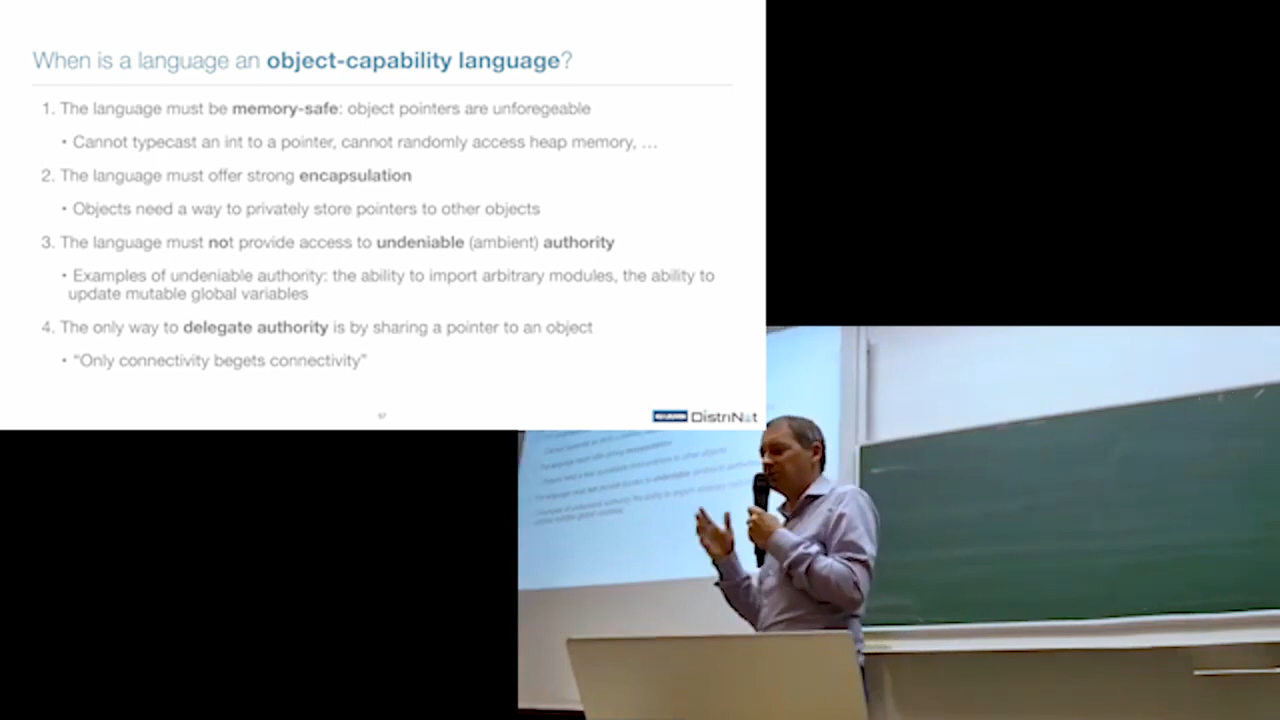 When is a language an object-capability language?
1. The language must be memory-safe: object pointers are unforegeable
• Cannot typecast an int to a pointer, cannot randomly access heap memory, …
2. The language must offer strong encapsulation
• Objects need a way to privately store pointers to other objects
3. The language must not provide access to undeniable (ambient) authority
• Examples of undeniable authority: the ability to import arbitrary modules, the ability to
update mutable global variables
4. The only way to delegate authority is by sharing a pointer to an object
• “Only connectivity begets connectivity”
DistriNet